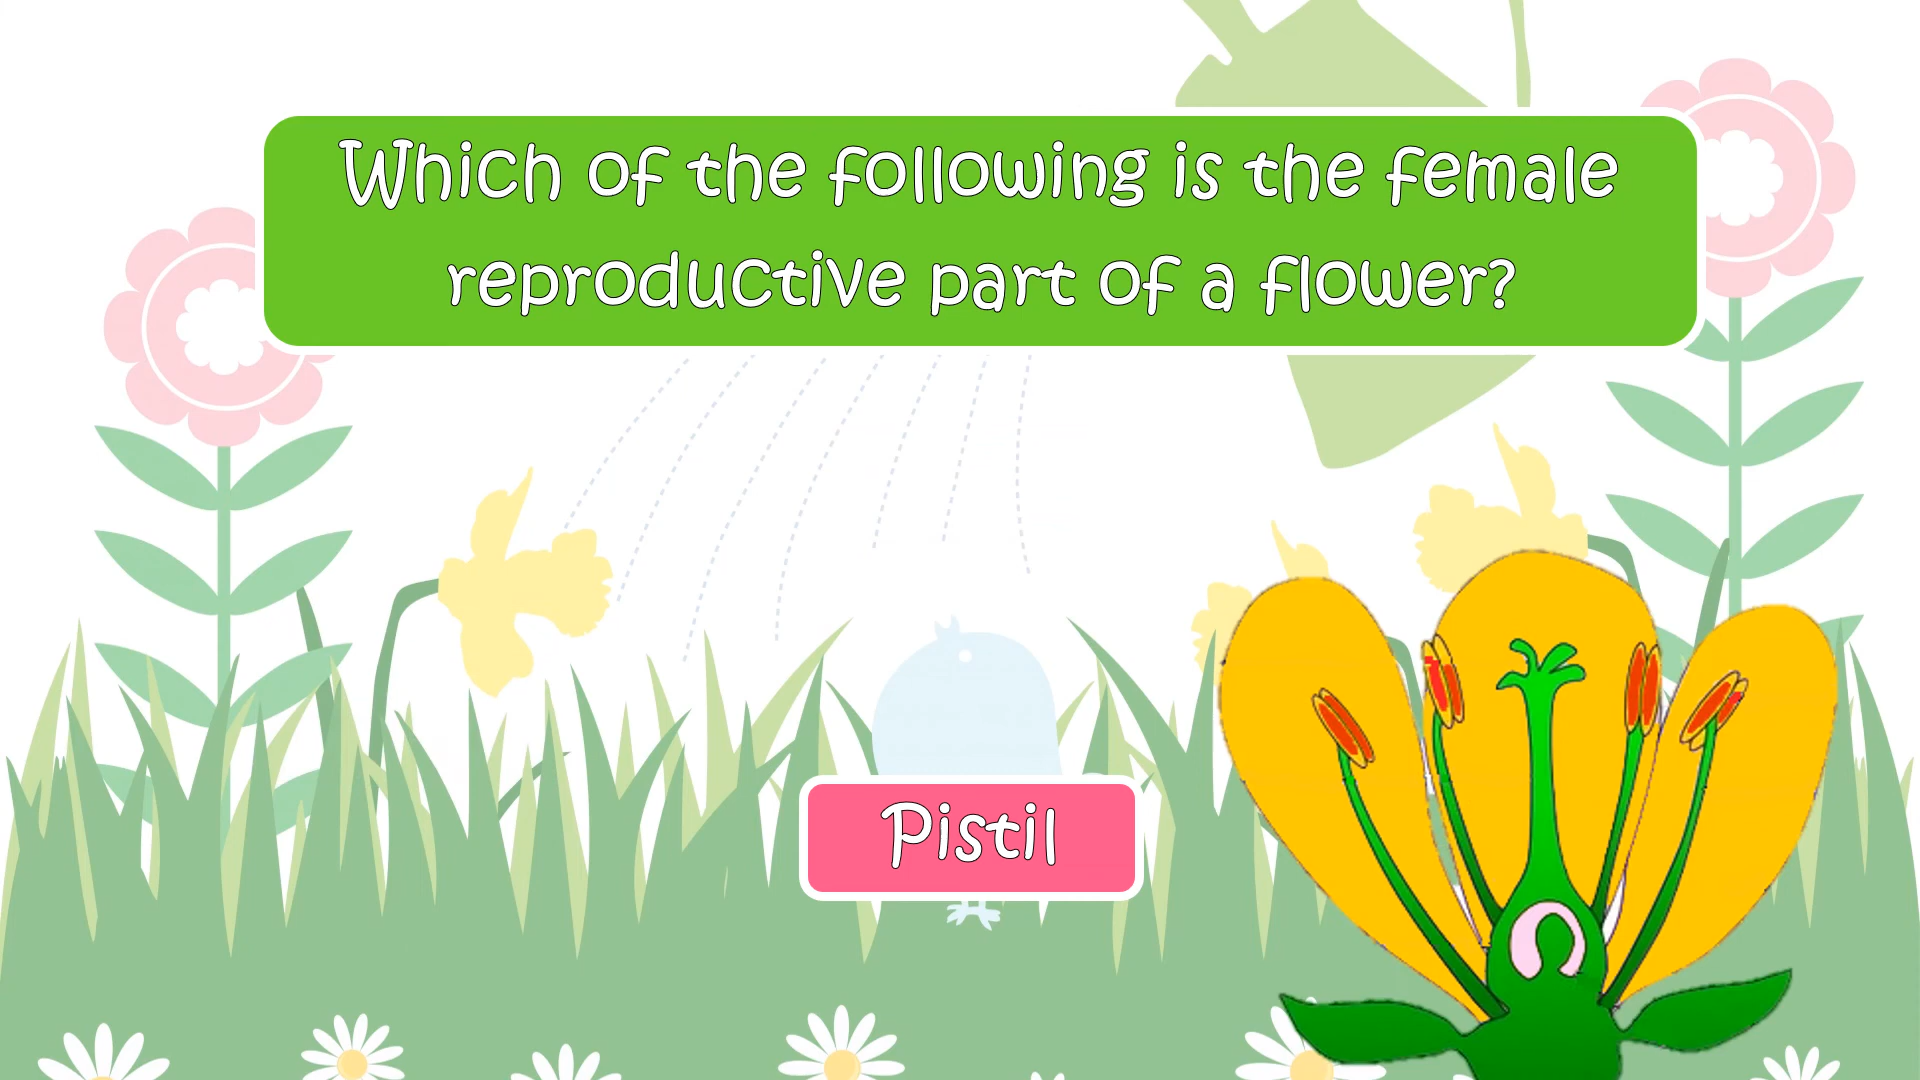 Which of the following is the female
reproductive part of a flower?
Pistil